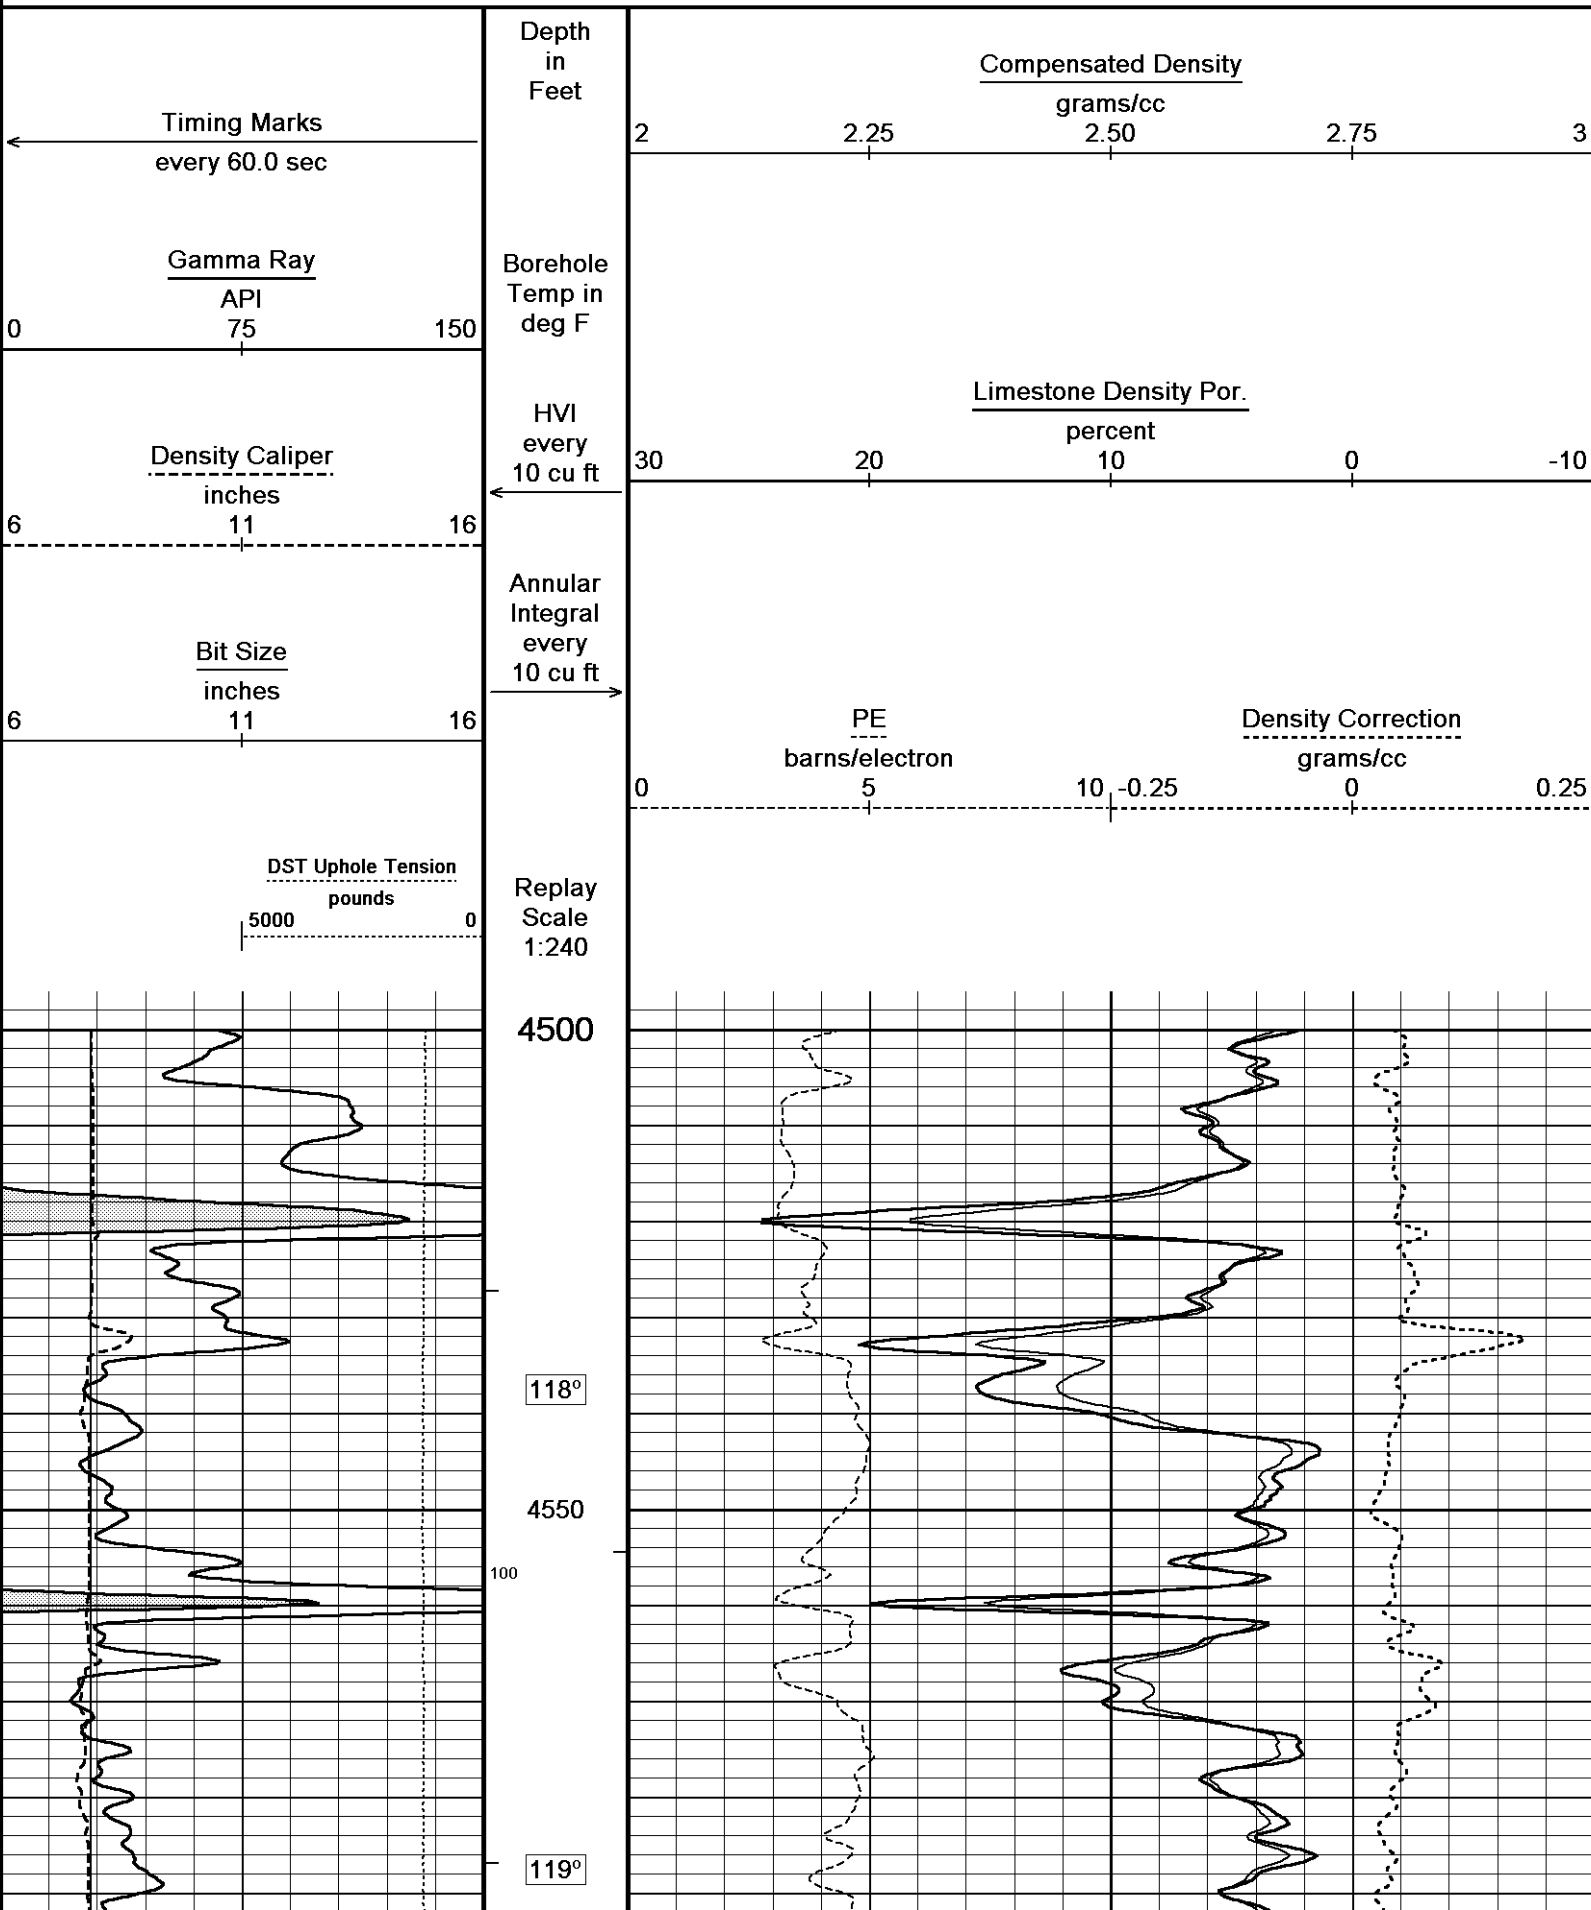 Timing Marks
every 60.0 sec
Gamma Ray
API
0 75 150
Density Caliper
inches
6 11 16
Bit Size
inches
6 11 16
DST Uphole Tension
pounds
5000 0
Depth
in
Feet
Borehole
Temp in
deg F
HVI
every
10 cu ft
Annular
Integral
every
10 cu ft
Replay
Scale
1:240
Compensated Density
grams/cc
2 2.25 2.50 2.75 3
Limestone Density Por.
percent
30 20 10 0 -10
PE
barns/electron
0 5 10
Density Correction
grams/cc
-0.25 0 0.25
4500
118º
4550
100
119º